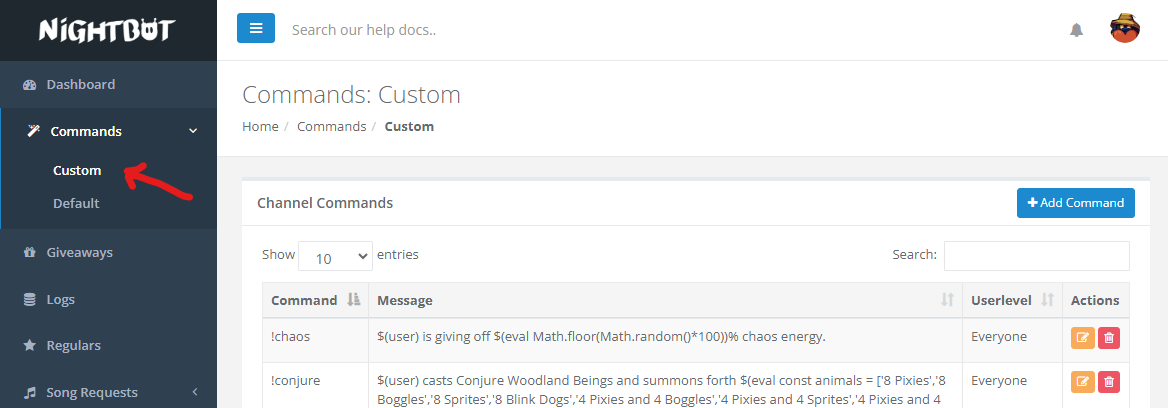 NiGHTBOT
Search our help docs..
Dashboard
Commands
Custom
Default
Giveaways
Logs
Regulars
Song Requests
Commands: Custom
Home / Commands / Custom
Channel Commands
Add Command
Show 10 entries
Search:
Command Message Userlevel Actions
!chaos $(user) is giving off $(eval Math.floor(Math.random()*100))% chaos energy. Everyone
!conjure $(user) casts Conjure Woodland Beings and summons forth $(eval const animals = ['8 Pixies','8 Everyone
Boggles','8 Sprites','8 Blink Dogs','4 Pixies and 4 Boggles','4 Pixies and 4 Sprites','4 Pixies and 4